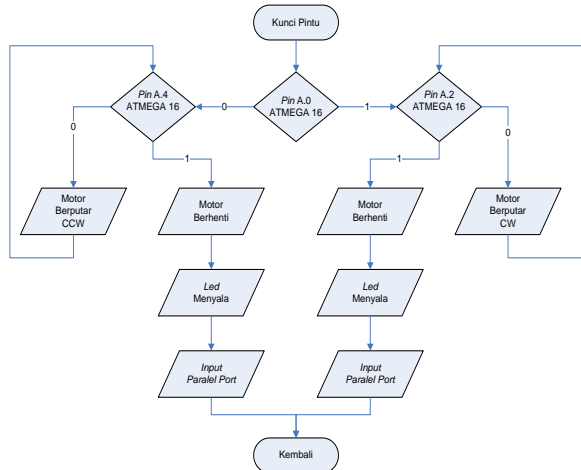 Kunci Pintu
Pin A.4
ATMEGA 16
0
Pin A.0
ATMEGA 16
1
Pin A.2
ATMEGA 16
0
1
1
0
Motor
Berputar
CCW
Motor
Berhenti
Motor
Berhenti
Motor
Berputar
CW
Led
Menyala
Led
Menyala
Input
Paralel Port
Input
Paralel Port
Kembali